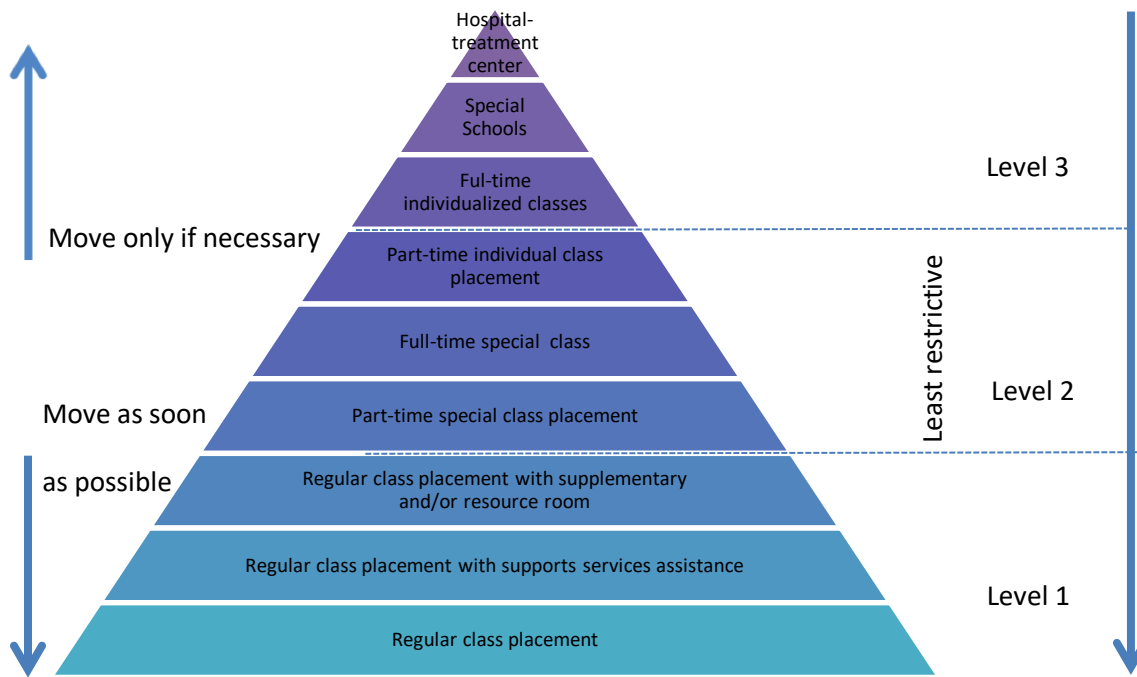 Hospital-
treatment
center
Special
Schools
Ful-time
individualized classes
Level 3
Move only if necessary
Part-time individual class
placement
Full-time special class
Least restrictive
Move as soon
as possible
Part-time special class placement
Level 2
Regular class placement with supplementary
and/or resource room
Regular class placement with supports services assistance
Level 1
Regular class placement